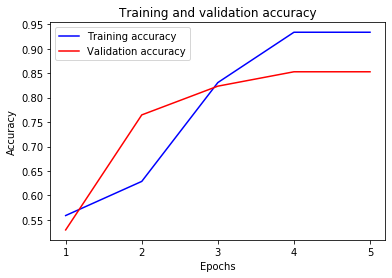 Training and validation accuracy
Training accuracy
Validation accuracy
0.95
0.90
0.85
0.80
0.75
0.70
0.65
0.60
0.55
Accuracy
1 2 3 4 5
Epochs